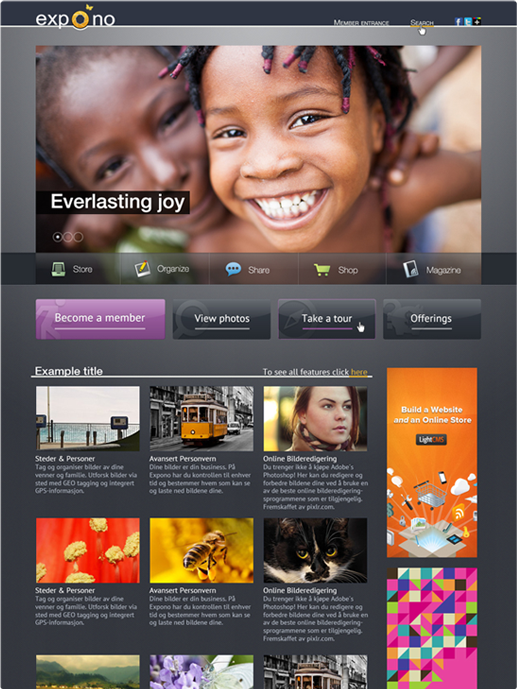 expono
Member entrance
Search
Everlasting joy
Store
Organize
Share
Shop
Magazine
Become a member
View photos
Take a tour
Offerings
Example title
To see all features click here
Steder & Personer
Tag og organiser bilder av dine
venner og familie. Utforsk bilder via
sted med GEO tagging og integrert
GPS-informasjon.
Avansert Personvern
Dine bilder er din business. På
Expono har du kontrollen til enhver
tid og bestemmer hvem som kan se
og laste ned bildene dine.
Online Bilderedigering
Du trenger ikke å kjøpe Adobe´s
Photoshop! Her kan du redigere og
forbedre bildene dine ved å bruke en
av de beste online bilderedigering-
sprogrammene som er tilgjengelig.
Fremskaffet av pixlr.com.
Build a Website
and an Online Store
LightCMS
Steder & Personer
Tag og organiser bilder av dine
venner og familie. Utforsk bilder via
sted med GEO tagging og integrert
GPS-informasjon.
Avansert Personvern
Dine bilder er din business. På
Expono har du kontrollen til enhver
tid og bestemmer hvem som kan se
og laste ned bildene dine.
Online Bilderedigering
Du trenger ikke å kjøpe Adobe´s
Photoshop! Her kan du redigere og
forbedre bildene dine ved å bruke en
av de beste online bilderedigering-
sprogrammene som er tilgjengelig.
Fremskaffet av pixlr.com.